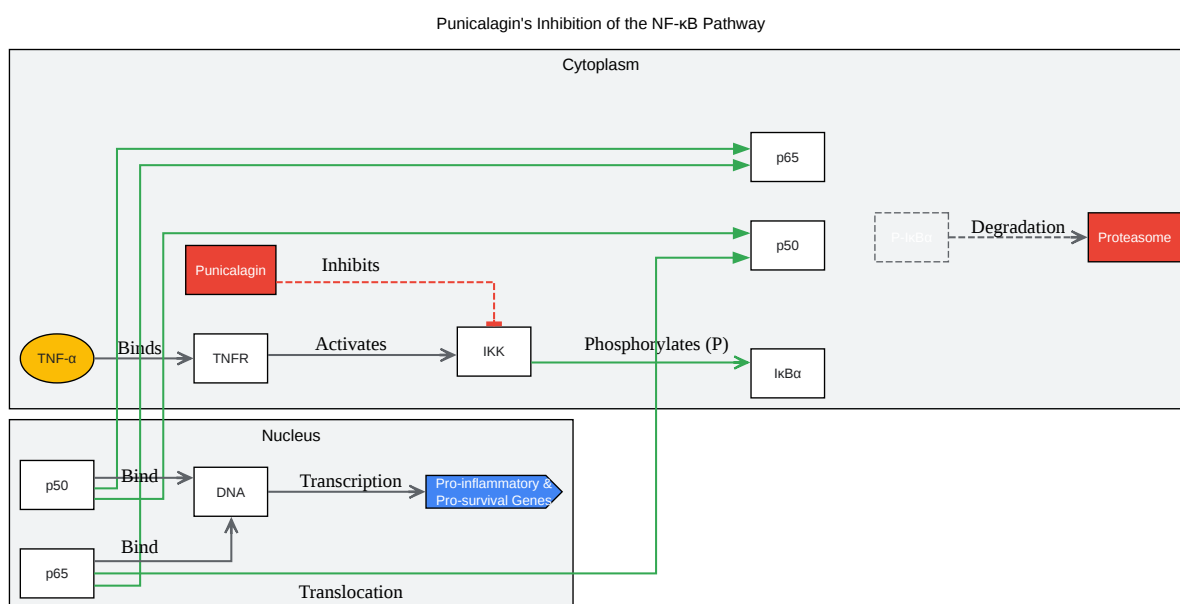 Punicalagin's Inhibition of the NF-κB Pathway
Cytoplasm
p65
p50
P-IκBα
Degradation
Proteasome
Punicalagin
Inhibits
TNF-α
Binds
TNFR
Activates
IKK
Phosphorylates (P)
IκBα
Nucleus
p50
Bind
DNA
Transcription
Pro-inflammatory &
Pro-survival Genes
p65
Bind
Translocation